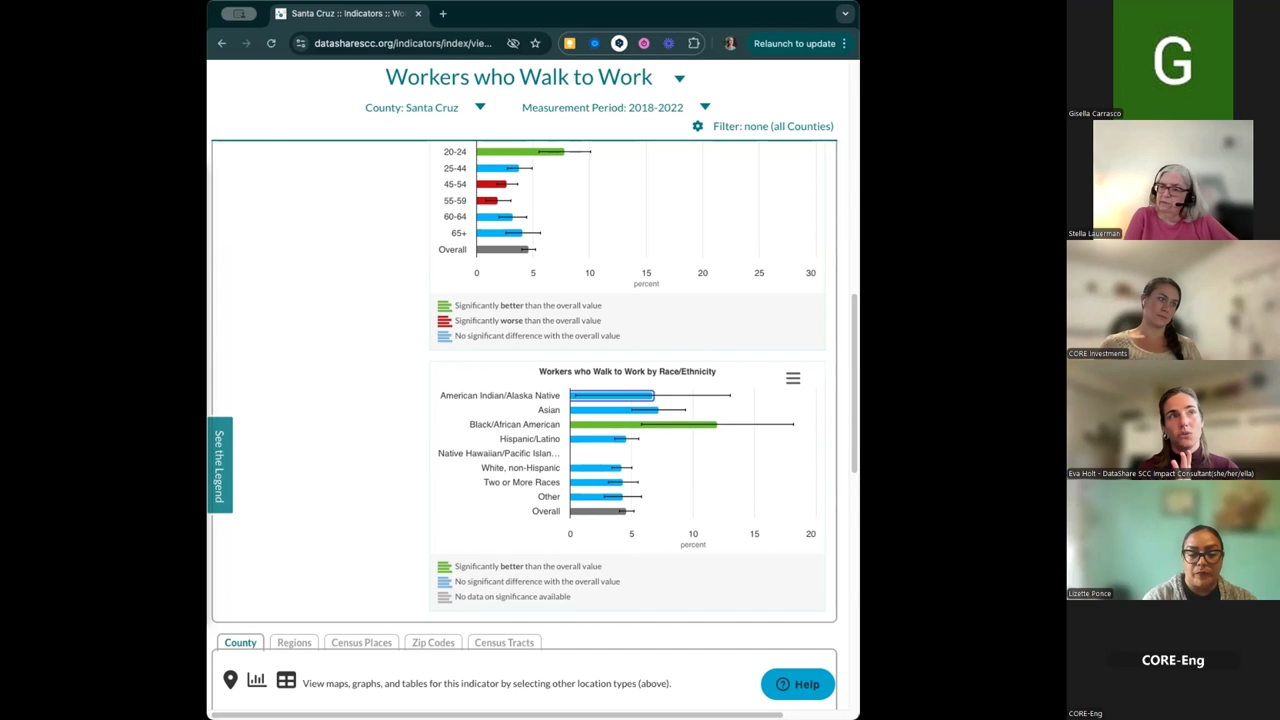 Santa Cruz :: Indicators :: Wo
datasharescc.org/indicators/index/vie...
Relaunch to update
Workers who Walk to Work
County: Santa Cruz
Measurement Period: 2018-2022
Filter: none (all Counties)
20-24
25-44
45-54
55-59
60-64
65+
Overall
0 5 10 15 20 25 30
percent
Significantly better than the overall value
Significantly worse than the overall value
No significant difference with the overall value
Workers who Walk to Work by Race/Ethnicity
American Indian/Alaska Native
Asian
Black/African American
Hispanic/Latino
Native Hawaiian/Pacific Islan...
White, non-Hispanic
Two or More Races
Other
Overall
0 5 10 15 20
percent
Significantly better than the overall value
No significant difference with the overall value
No data on significance available
See the Legend
County Regions Census Places Zip Codes Census Tracts
View maps, graphs, and tables for this indicator by selecting other location types (above).
Help
G
Gisella Carrasco
Stella Lauerman
CORE Investments
Eva Holt - DataShare SCC Impact Consultant(she/her/ella)
Lizette Ponce
CORE-Eng
CORE-Eng